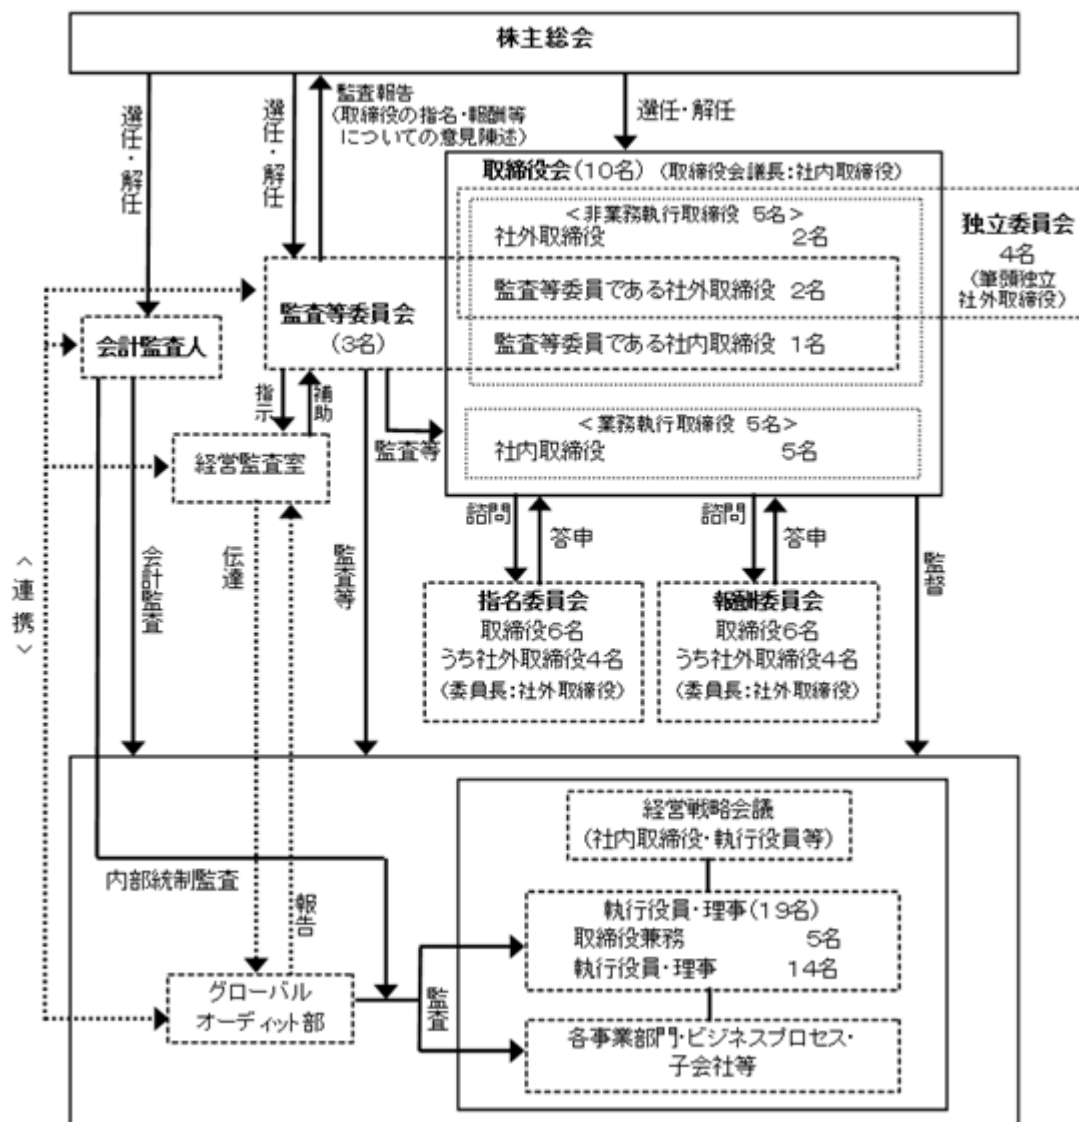 株主総会
選任・解任
選任・解任
監査報告
(取締役の指名・報酬等
についての意見陳述)
選任・解任
取締役会(10名) (取締役会議長:社内取締役)
<非業務執行取締役 5名>
社外取締役 2名
監査等委員である社外取締役 2名
監査等委員である社内取締役 1名
独立委員会
4名
(筆頭独立
社外取締役)
監査等委員会
(3名)
会計監査人
指示
補助
監査等
<業務執行取締役 5名>
社内取締役 5名
経営監査室
諮問
答申
諮問
答申
<連携>
会計監査
伝達
監査等
監督
指名委員会
取締役6名
うち社外取締役4名
(委員長:社外取締役)
報酬委員会
取締役6名
うち社外取締役4名
(委員長:社外取締役)
経営戦略会議
(社内取締役・執行役員等)
内部統制監査
報告
執行役員・理事(19名)
取締役兼務 5名
執行役員・理事 14名
グローバル
オーディット部
監査
各事業部門・ビジネスプロセス・
子会社等